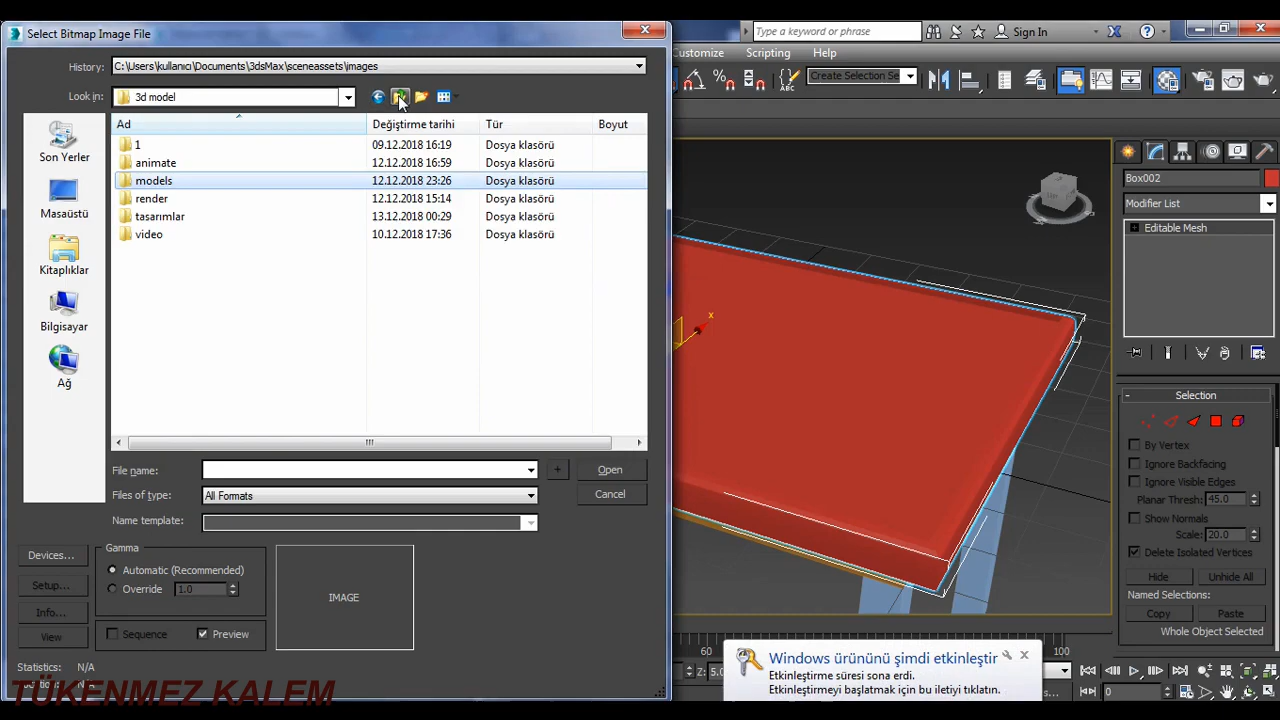 Select Bitmap Image File
History: C:\Users\kullanıcı\Documents\3dsMax\sceneassets\images
Look in: 3d model
Ad Değiştirme tarihi Tür Boyut
1 09.12.2018 16:19 Dosya klasörü
animate 12.12.2018 16:59 Dosya klasörü
models 12.12.2018 23:26 Dosya klasörü
render 12.12.2018 15:14 Dosya klasörü
tasarımlar 13.12.2018 00:29 Dosya klasörü
video 10.12.2018 17:36 Dosya klasörü
Son Yerler
Masaüstü
Kitaplıklar
Bilgisayar
Ağ
File name: Open
Files of type: All Formats Cancel
Name template:
Devices...
Setup...
Info...
View
Gamma
Automatic (Recommended)
Override 1.0
Sequence Preview
IMAGE
Statistics: N/A
N/A
TÜKENMEZ KALEM
Type a keyword or phrase Sign In
Customize Scripting Help
ABC Create Selection Se
x
Box002
Modifier List
Editable Mesh
Selection
By Vertex
Ignore Backfacing
Ignore Visible Edges
Planar Thresh: 45.0
Show Normals
Scale: 20.0
Delete Isolated Vertices
Hide Unhide All
Named Selections:
Copy Paste
Whole Object Selected
60 100
Windows ürününü şimdi etkinleştir
Etkinleştirme süresi sona erdi.
Etkinleştirmeyi başlatmak için bu iletiyi tıklatın.
5.0
0